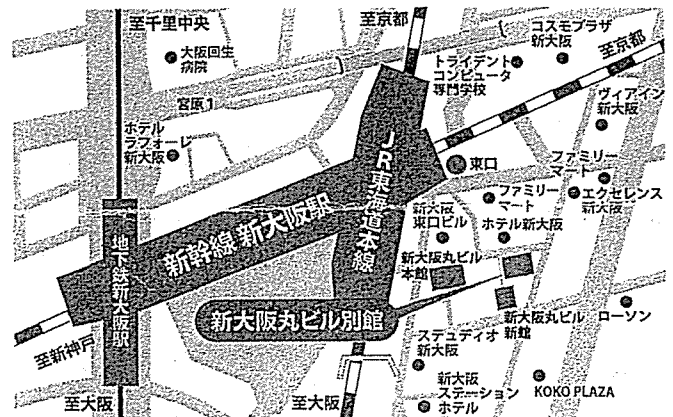 至千里中央
大阪回生
病院
宮原1
ホテル
ラフォーレ
新大阪
至京都
コスモプラザ
新大阪
トライデント
コンピュータ
専門学校
至京都
ヴィアイン
新大阪
東口
ファミリー
マート
ファミリー
マート
エクセレンス
新大阪
JR東海道本線
新幹線 新大阪駅
地下鉄新大阪駅
新大阪
東口ビル
ホテル新大阪
新大阪丸ビル
本館
新大阪丸ビル別館
新大阪丸ビル
新館
ローソン
ステュディオ
新大阪
新大阪
ステーション
ホテル
KOKO PLAZA
至新神戸
至大阪
至大阪